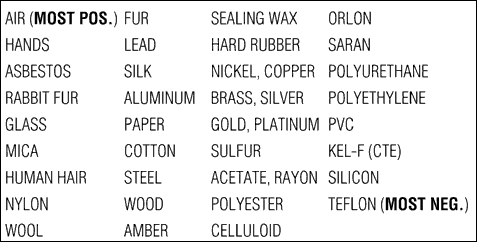 AIR (MOST POS.) FUR SEALING WAX ORLON
HANDS LEAD HARD RUBBER SARAN
ASBESTOS SILK NICKEL, COPPER POLYURETHANE
RABBIT FUR ALUMINUM BRASS, SILVER POLYETHYLENE
GLASS PAPER GOLD, PLATINUM PVC
MICA COTTON SULFUR KEL-F (CTE)
HUMAN HAIR STEEL ACETATE, RAYON SILICON
NYLON WOOD POLYESTER TEFLON (MOST NEG.)
WOOL AMBER CELLULOID